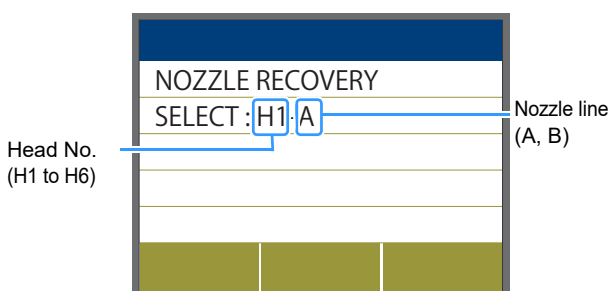 NOZZLE RECOVERY
SELECT : H1-A
Nozzle line
(A, B)
Head No.
(H1 to H6)